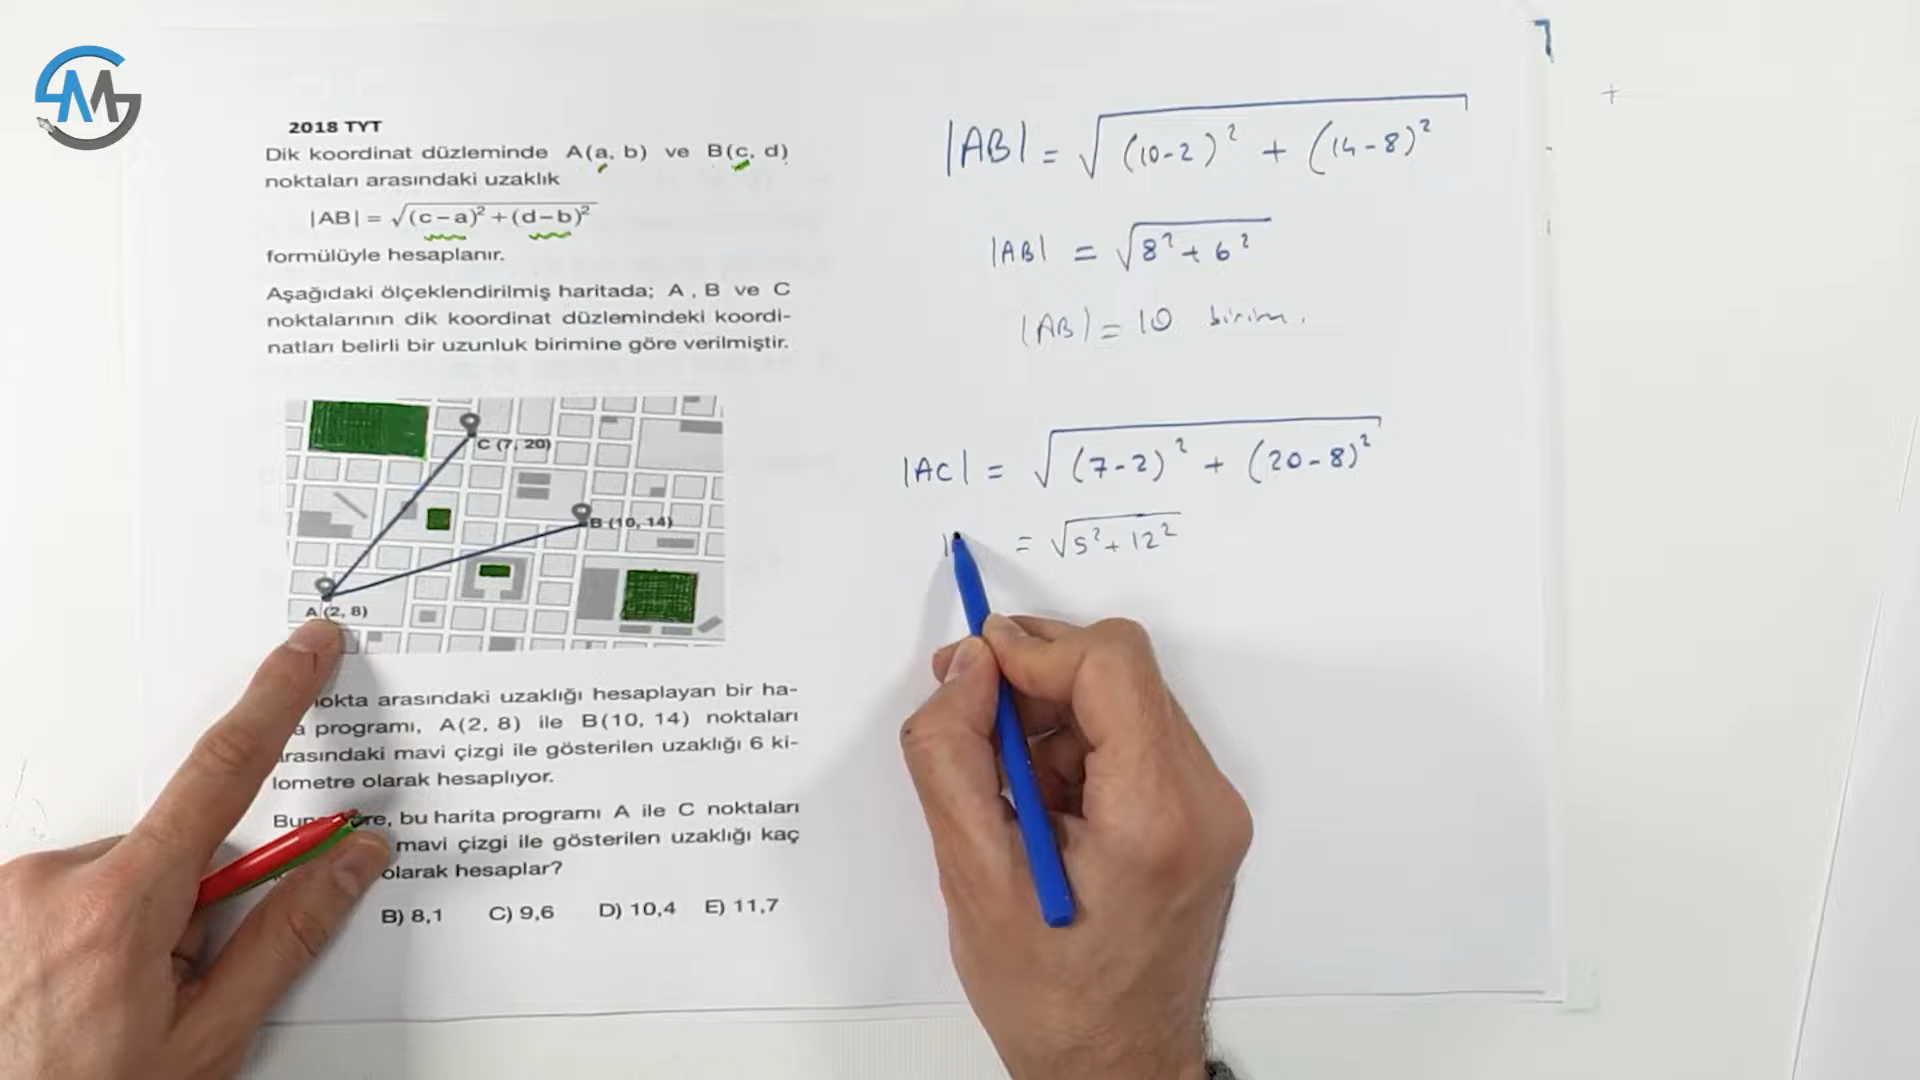 2018 TYT
Dik koordinat düzleminde A(a, b) ve B(c, d)
noktaları arasındaki uzaklık
|AB| = √(c−a)² + (d−b)²
formülüyle hesaplanır.
Aşağıdaki ölçeklendirilmiş haritada; A , B ve C
noktalarının dik koordinat düzlemindeki koordi-
natları belirli bir uzunluk birimine göre verilmiştir.
C (7, 20)
B (10, 14)
A (2, 8)
arasındaki uzaklığı hesaplayan bir ha-
programı, A(2, 8) ile B(10, 14) noktaları
arasındaki mavi çizgi ile gösterilen uzaklığı 6 ki-
lometre olarak hesaplıyor.
bu harita programı A ile C noktaları
mavi çizgi ile gösterilen uzaklığı kaç
olarak hesaplar?
B) 8,1 C) 9,6 D) 10,4 E) 11,7
|AB| = √(10-2)² + (14-8)²
|AB| = √8² + 6²
|AB| = 10 birim.
|AC| = √(7-2)² + (20-8)²
= √5² + 12²